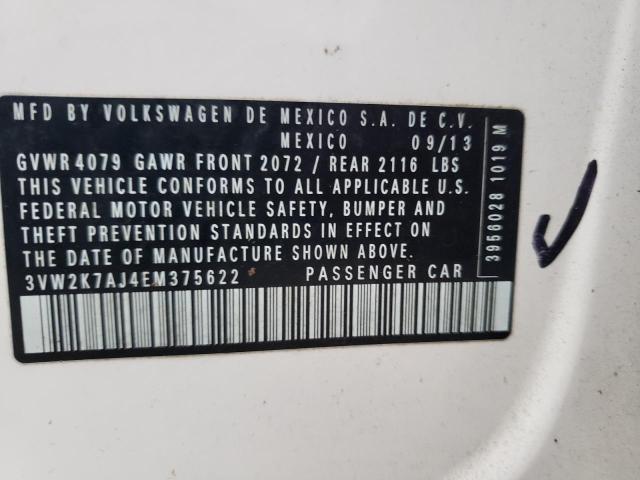 MFD BY VOLKSWAGEN DE MEXICO S.A. DE C.V.
MEXICO 09/13
GVWR 4079 GAWR FRONT 2072 / REAR 2116 LBS
THIS VEHICLE CONFORMS TO ALL APPLICABLE U.S.
FEDERAL MOTOR VEHICLE SAFETY, BUMPER AND
THEFT PREVENTION STANDARDS IN EFFECT ON
THE DATE OF MANUFACTURE SHOWN ABOVE.
3VW2K7AJ4EM375622 PASSENGER CAR
3956028 1019 M